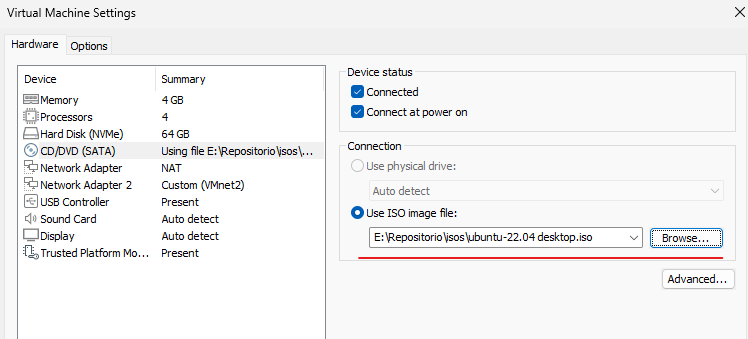 Virtual Machine Settings
Hardware Options
Device Summary
Memory 4 GB
Processors 4
Hard Disk (NVMe) 64 GB
CD/DVD (SATA) Using file E:\Repositorio\isos\...
Network Adapter NAT
Network Adapter 2 Custom (VMnet2)
USB Controller Present
Sound Card Auto detect
Display Auto detect
Trusted Platform Mo... Present
Device status
Connected
Connect at power on
Connection
Use physical drive:
Auto detect
Use ISO image file:
E:\Repositorio\isos\ubuntu-22.04 desktop.iso Browse...
Advanced...